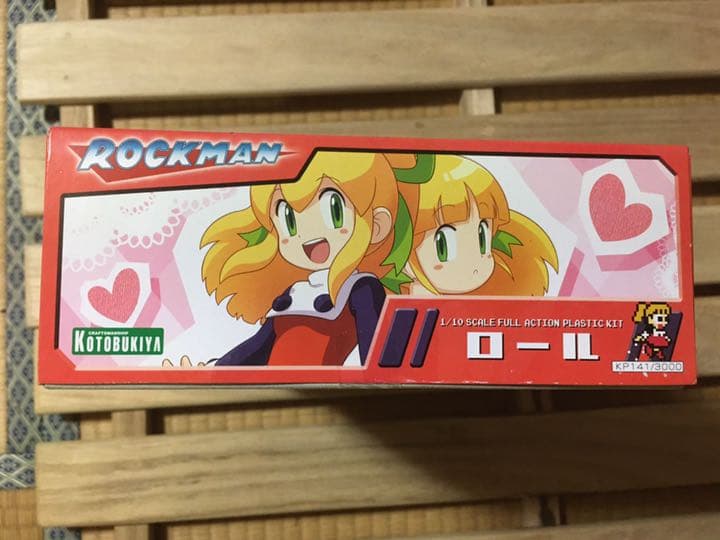 ROCKMAN
CRAFTSMANSHIP
KOTOBUKIYA
1/10 SCALE FULL ACTION PLASTIC KIT
ロール
KP141/3000